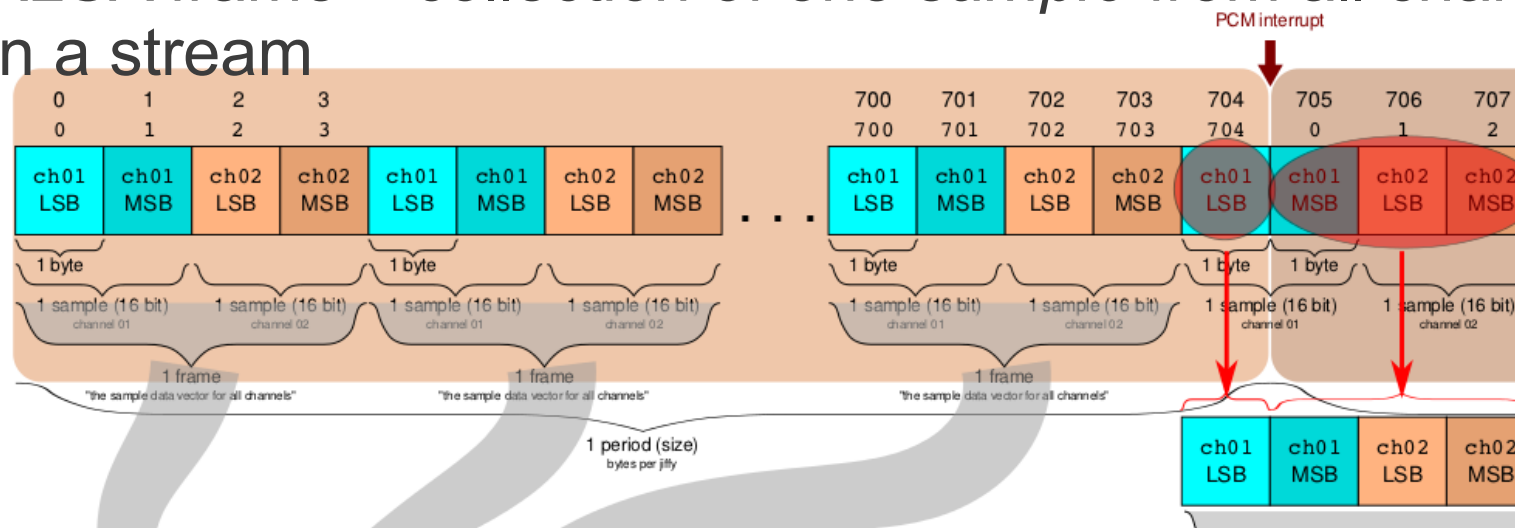 n a stream
PCM interrupt
0 1 2 3 700 701 702 703 704 705 706 707
0 1 2 3 700 701 702 703 704 0 1 2
ch01 ch01 ch02 ch02 ch01 ch01 ch02 ch02 ch01 ch01 ch02 ch02 ch01 ch01 ch02 ch02
LSB MSB LSB MSB LSB MSB LSB MSB . . . LSB MSB LSB MSB LSB MSB LSB MSB
1 byte 1 byte 1 byte 1 byte 1 byte
1 sample (16 bit) 1 sample (16 bit) 1 sample (16 bit) 1 sample (16 bit) 1 sample (16 bit) 1 sample (16 bit) 1 sample (16 bit) 1 sample (16 bit)
channel 01 channel 02 channel 01 channel 02 channel 01 channel 02 channel 01 channel 02
1 frame 1 frame 1 frame
"the sample data vector for all channels" "the sample data vector for all channels" "the sample data vector for all channels"
1 period (size)
bytes per jiffy
ch01 ch01 ch02 ch02
LSB MSB LSB MSB